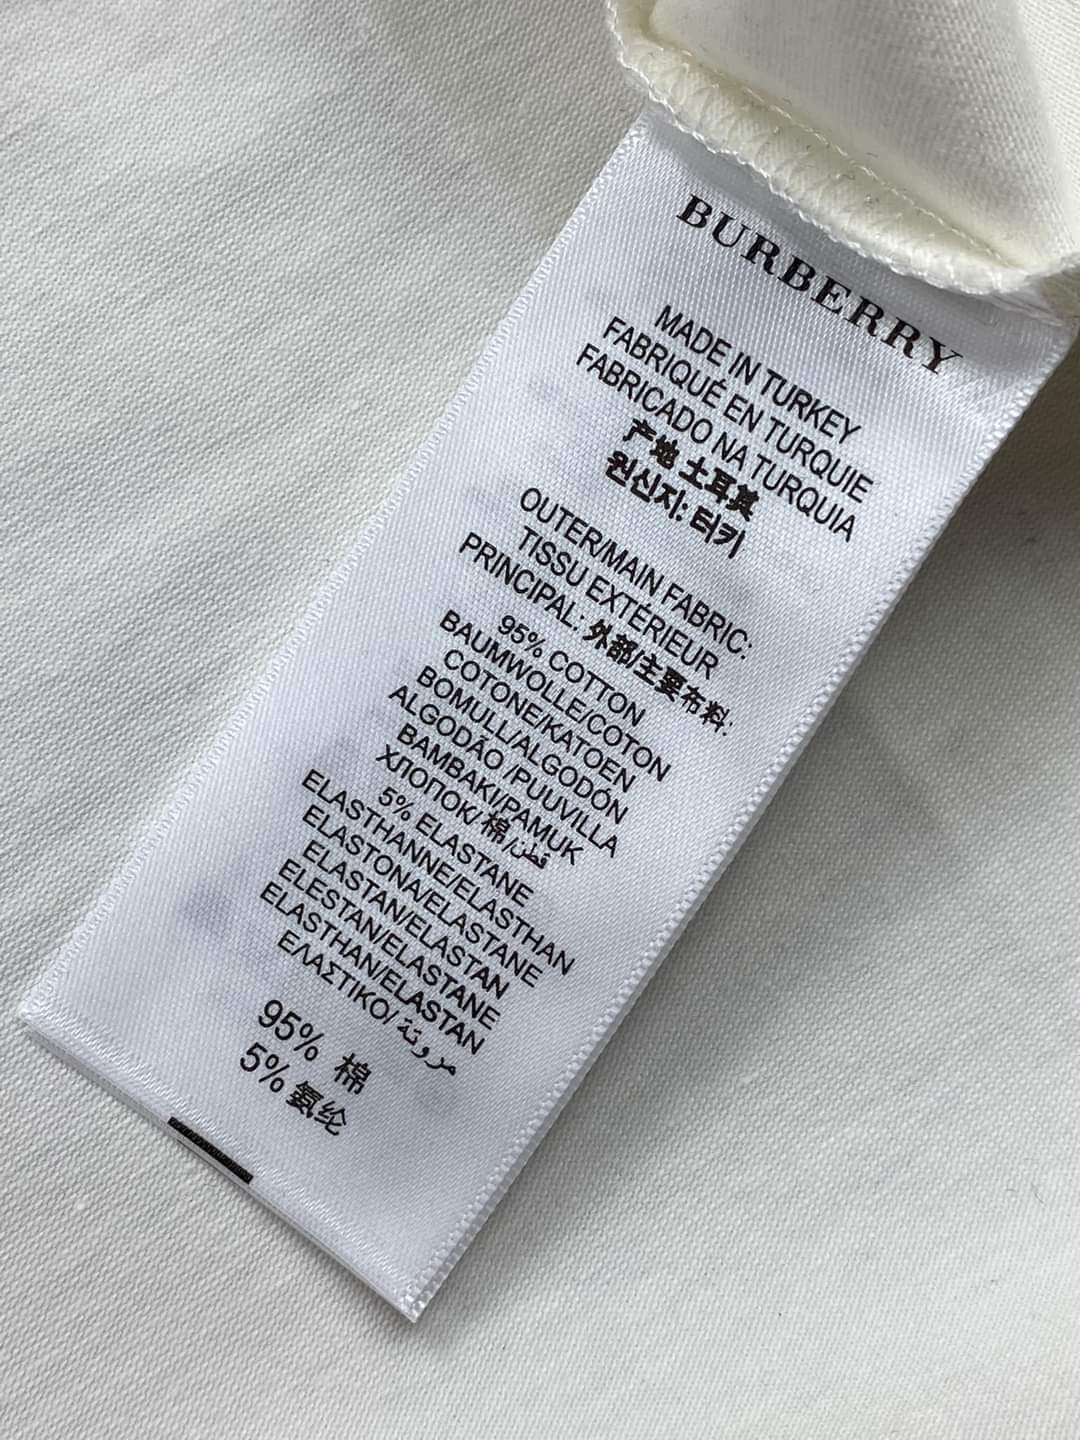 BURBERRY
MADE IN TURKEY
FABRIQUÉ EN TURQUIE
FABRICADO NA TURQUIA
产地 土耳其
원신지: 터키
OUTER/MAIN FABRIC:
TISSU EXTÉRIEUR
PRINCIPAL: 外部/主要布料:
95% COTTON
BAUMWOLLE/COTON
COTONE/KATOEN
BOMULL/ALGODÓN
ALGODÃO /PUUVILLA
BAMBAKI/PAMUK
ХЛОПОК/ 棉/قطن
5% ELASTANE
ELASTHANNE/ELASTHAN
ELASTONA/ELASTANE
ELASTAN/ELASTAN
ELESTAN/ELASTANE
ELASTHAN/ELASTAN
ΕΛΑΣΤΙΚΟ/ مرونة
95% 棉
5% 氨纶